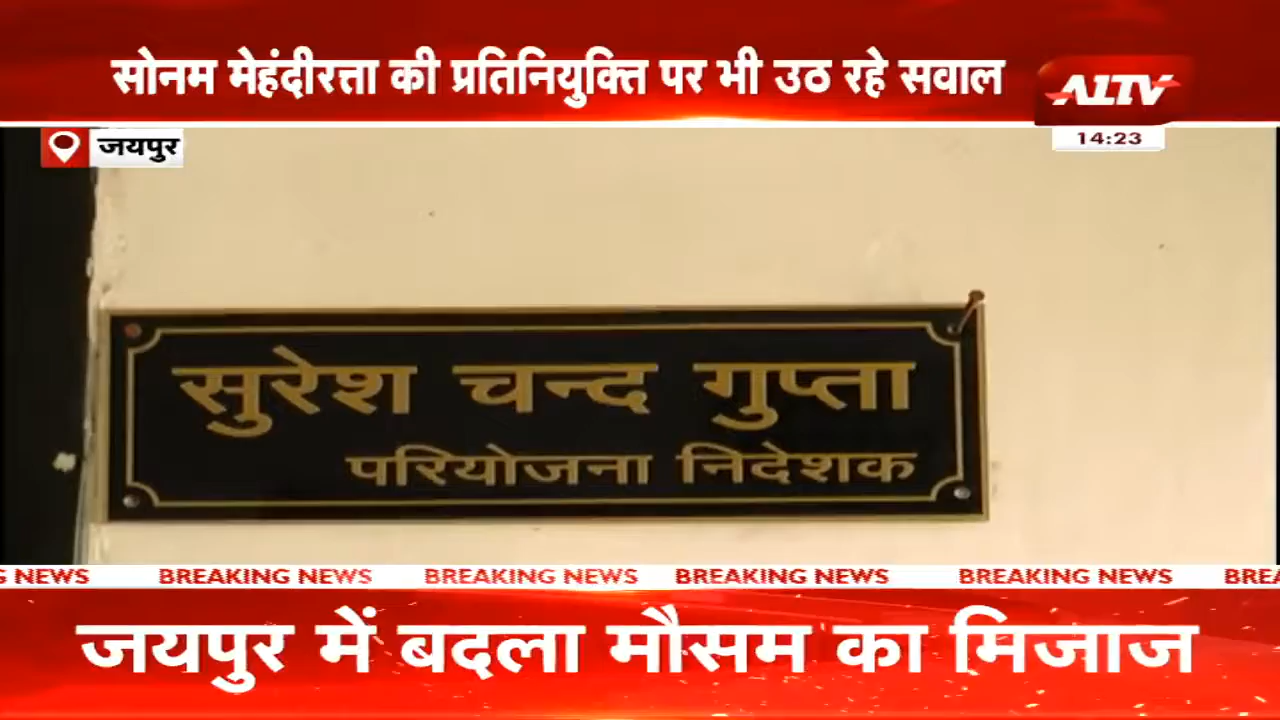 सोनम मेहंदीरत्ता की प्रतिनियुक्ति पर भी उठ रहे सवाल
A1TV
14:23
जयपुर
सुरेश चन्द गुप्ता
परियोजना निदेशक
G NEWS BREAKING NEWS BREAKING NEWS BREAKING NEWS BREAKING NEWS BREA
जयपुर में बदला मौसम का मिजाज